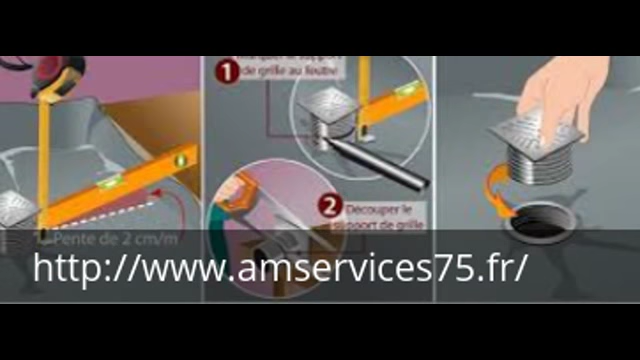 1
de grille au feutre
2
Découper le
support de grille
Pente de 2 cm/m
http://www.amservices75.fr/